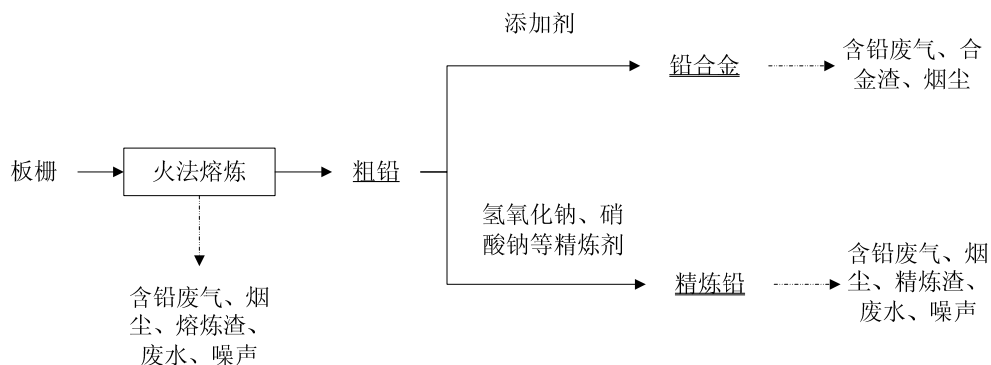 添加剂
铅合金
含铅废气、合
金渣、烟尘
板栅
火法熔炼
粗铅
氢氧化钠、硝
酸钠等精炼剂
精炼铅
含铅废气、烟
尘、精炼渣、
废水、噪声
含铅废气、烟
尘、熔炼渣、
废水、噪声